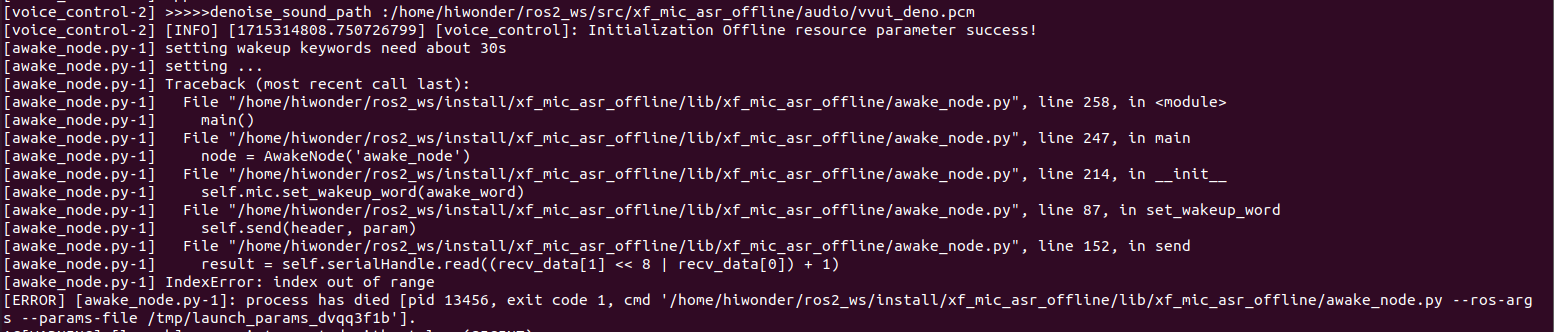 [voice_control-2] >>>>>denoise_sound_path :/home/hiwonder/ros2_ws/src/xf_mic_asr_offline/audio/vvui_deno.pcm
[voice_control-2] [INFO] [1715314808.750726799] [voice_control]: Initialization Offline resource parameter success!
[awake_node.py-1] setting wakeup keywords need about 30s
[awake_node.py-1] setting ...
[awake_node.py-1] Traceback (most recent call last):
[awake_node.py-1]   File "/home/hiwonder/ros2_ws/install/xf_mic_asr_offline/lib/xf_mic_asr_offline/awake_node.py", line 258, in <module>
[awake_node.py-1]     main()
[awake_node.py-1]   File "/home/hiwonder/ros2_ws/install/xf_mic_asr_offline/lib/xf_mic_asr_offline/awake_node.py", line 247, in main
[awake_node.py-1]     node = AwakeNode('awake_node')
[awake_node.py-1]   File "/home/hiwonder/ros2_ws/install/xf_mic_asr_offline/lib/xf_mic_asr_offline/awake_node.py", line 214, in __init__
[awake_node.py-1]     self.mic.set_wakeup_word(awake_word)
[awake_node.py-1]   File "/home/hiwonder/ros2_ws/install/xf_mic_asr_offline/lib/xf_mic_asr_offline/awake_node.py", line 87, in set_wakeup_word
[awake_node.py-1]     self.send(header, param)
[awake_node.py-1]   File "/home/hiwonder/ros2_ws/install/xf_mic_asr_offline/lib/xf_mic_asr_offline/awake_node.py", line 152, in send
[awake_node.py-1]     result = self.serialHandle.read((recv_data[1] << 8 | recv_data[0]) + 1)
[awake_node.py-1] IndexError: index out of range
[ERROR] [awake_node.py-1]: process has died [pid 13456, exit code 1, cmd '/home/hiwonder/ros2_ws/install/xf_mic_asr_offline/lib/xf_mic_asr_offline/awake_node.py --ros-arg
s --params-file /tmp/launch_params_dvqq3f1b'].